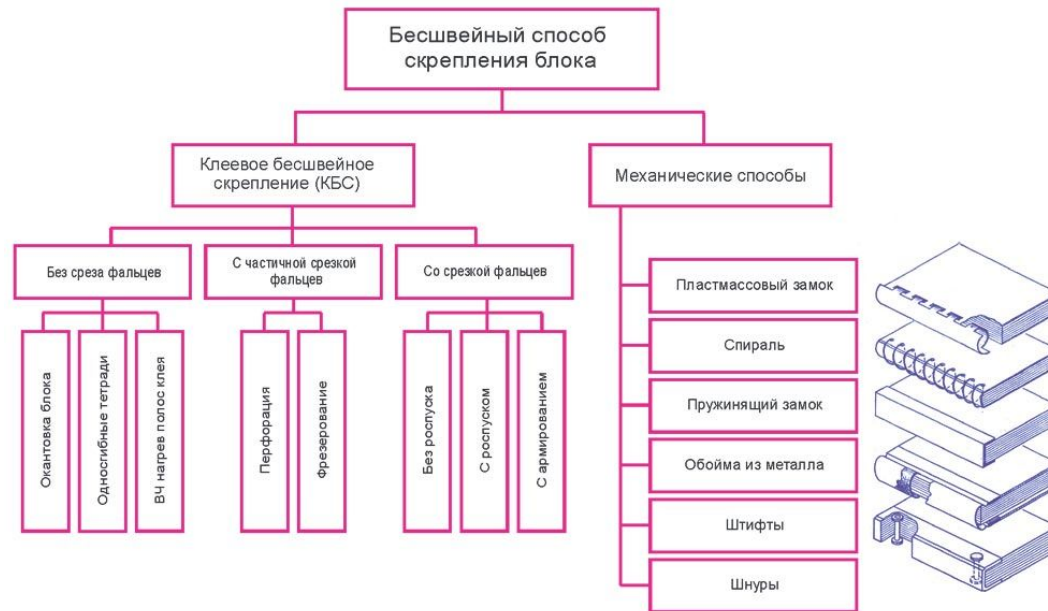 Бесшвейный способ
скрепления блока
Клеевое бесшвейное
скрепление (КБС)
Механические способы
Без среза фальцев
С частичной срезкой
фальцев
Со срезкой фальцев
Окантовка блока
Односгибные тетради
ВЧ нагрев полос клея
Перфорация
Фрезерование
Без роспуска
С роспуском
С армированием
Пластмассовый замок
Спираль
Пружинящий замок
Обойма из металла
Штифты
Шнуры